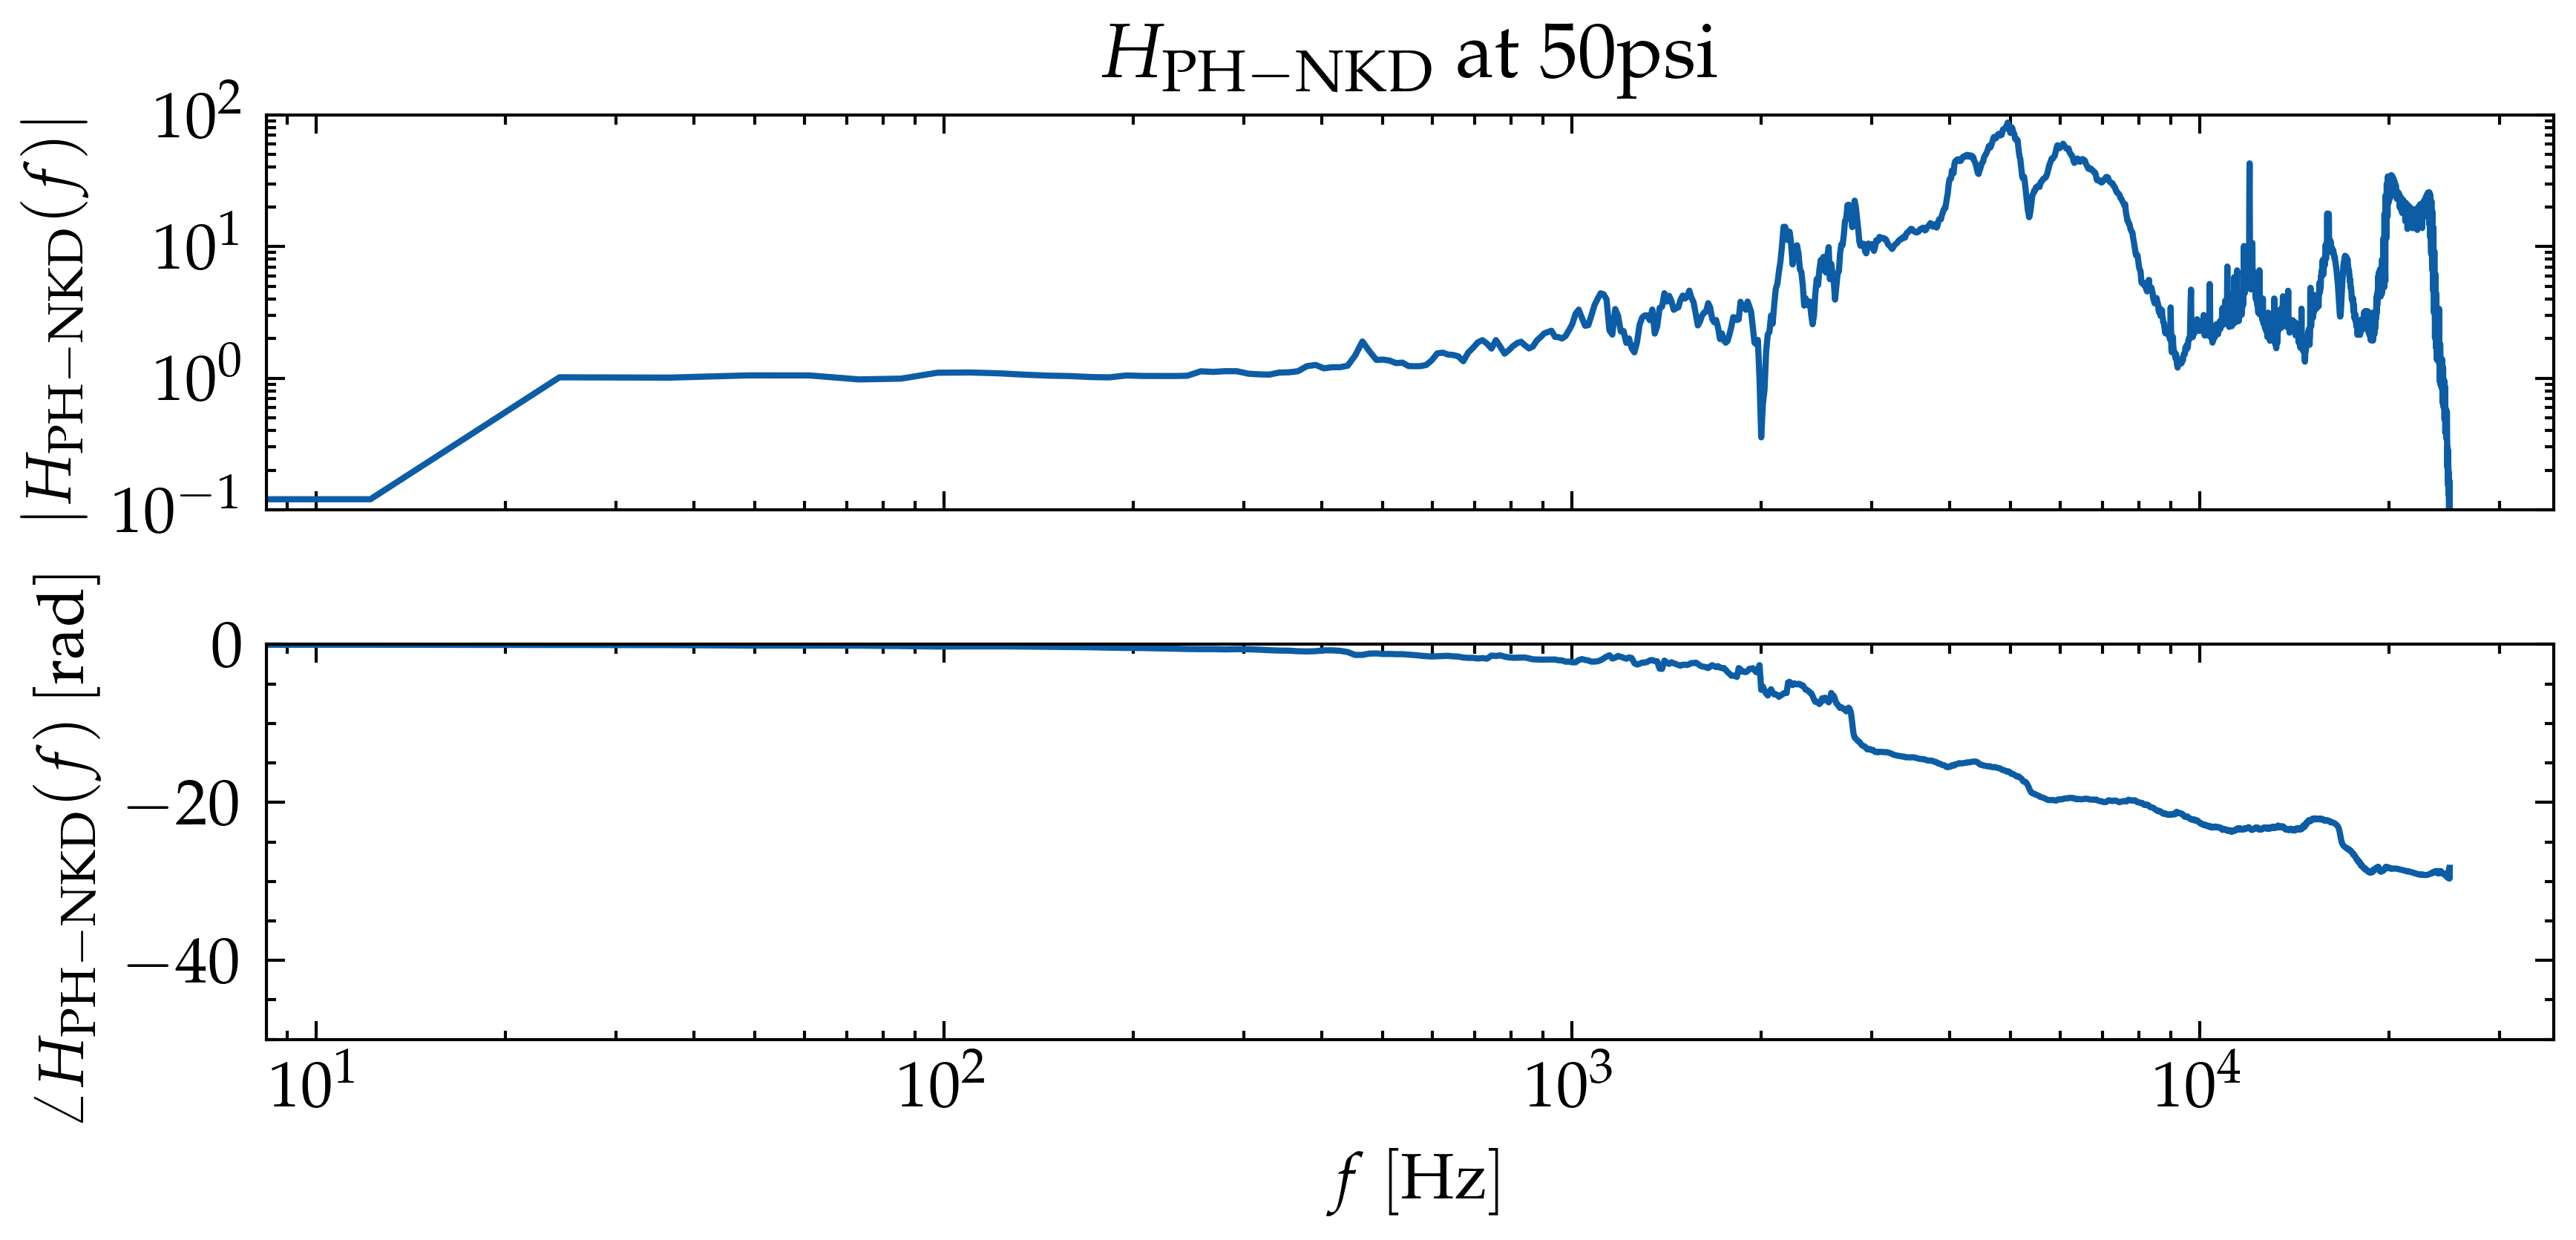 H_PH−NKD at 50psi
|H_PH−NKD(f)|
10^2
10^1
10^0
10^−1
∠H_PH−NKD(f) [rad]
0
−20
−40
10^1 10^2 10^3 10^4
f [Hz]